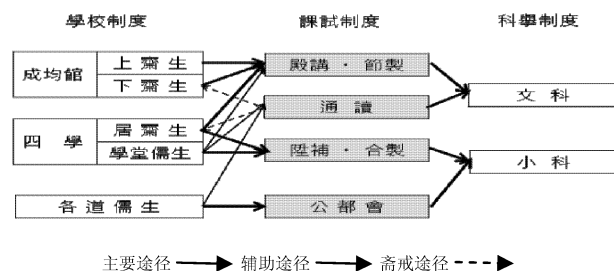 學校制度 課試制度 科學制度
成均館 上齋生 殿講・節製
下齋生 文科
通讀
四學 居齋生
學堂儒生 陞補・合製 小科
各道儒生 公都會
主要途径 辅助途径 斋戒途径